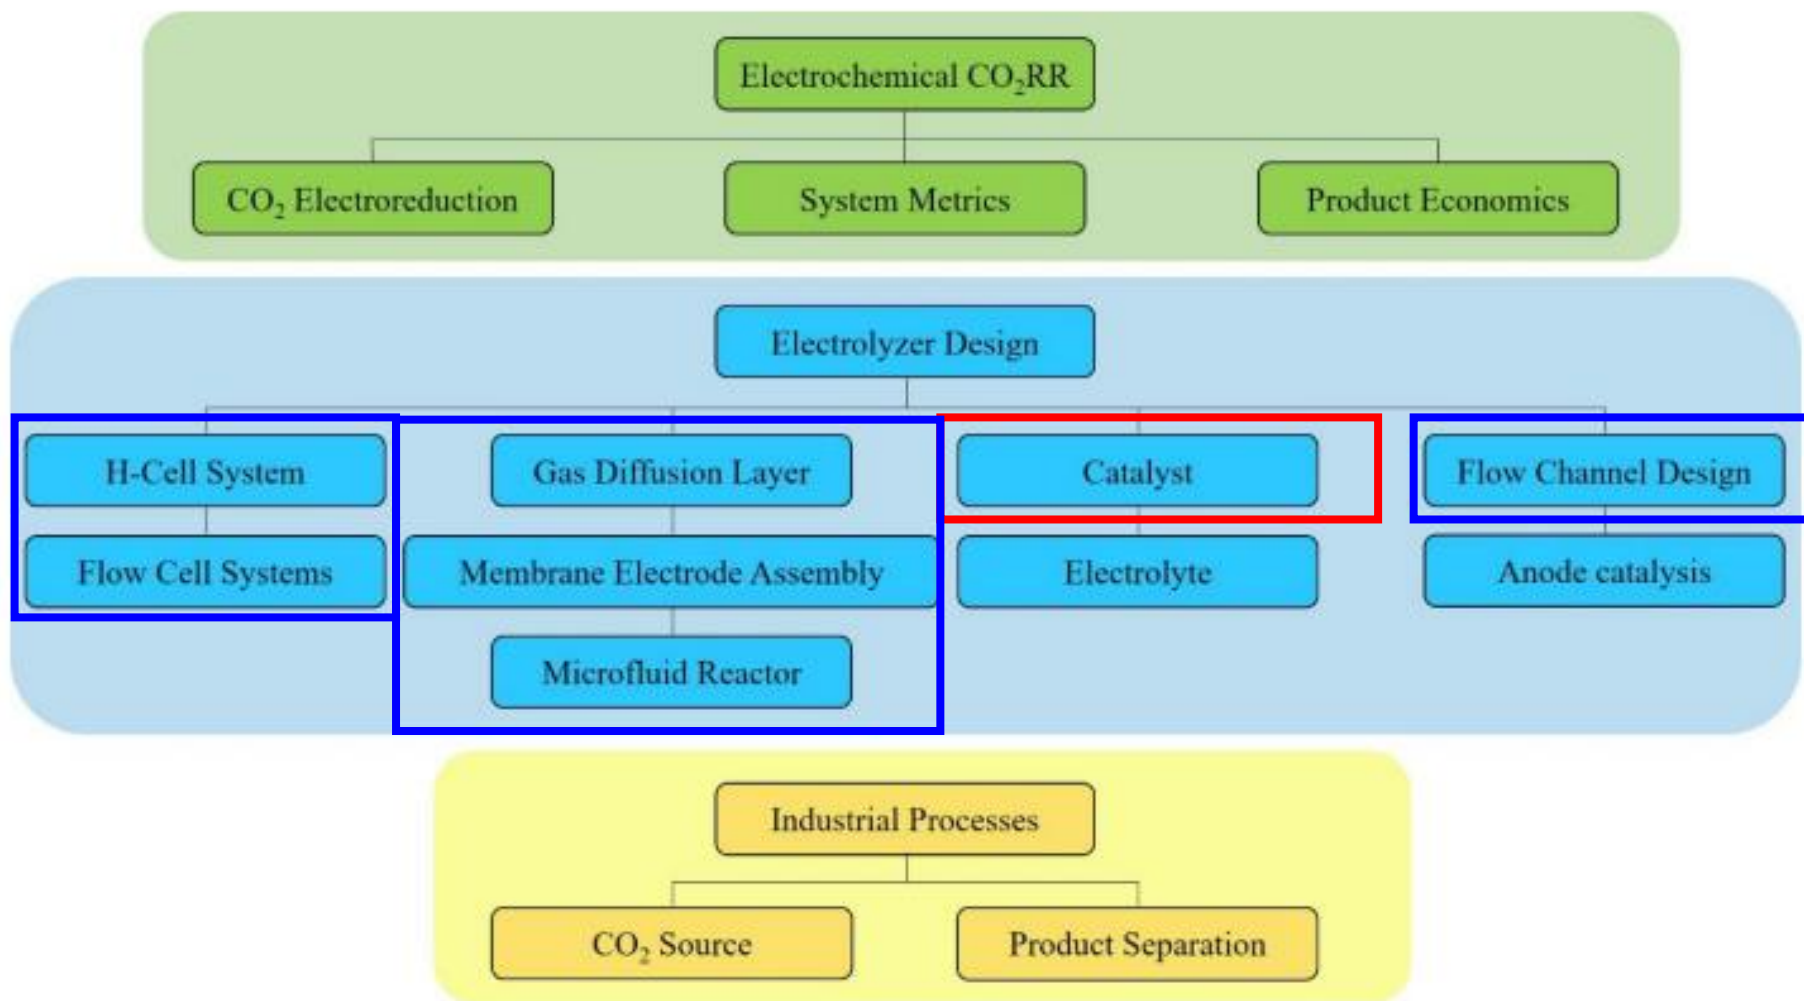 Electrochemical CO₂RR
CO₂ Electroreduction
System Metrics
Product Economics
Electrolyzer Design
H-Cell System
Gas Diffusion Layer
Catalyst
Flow Channel Design
Flow Cell Systems
Membrane Electrode Assembly
Electrolyte
Anode catalysis
Microfluid Reactor
Industrial Processes
CO₂ Source
Product Separation